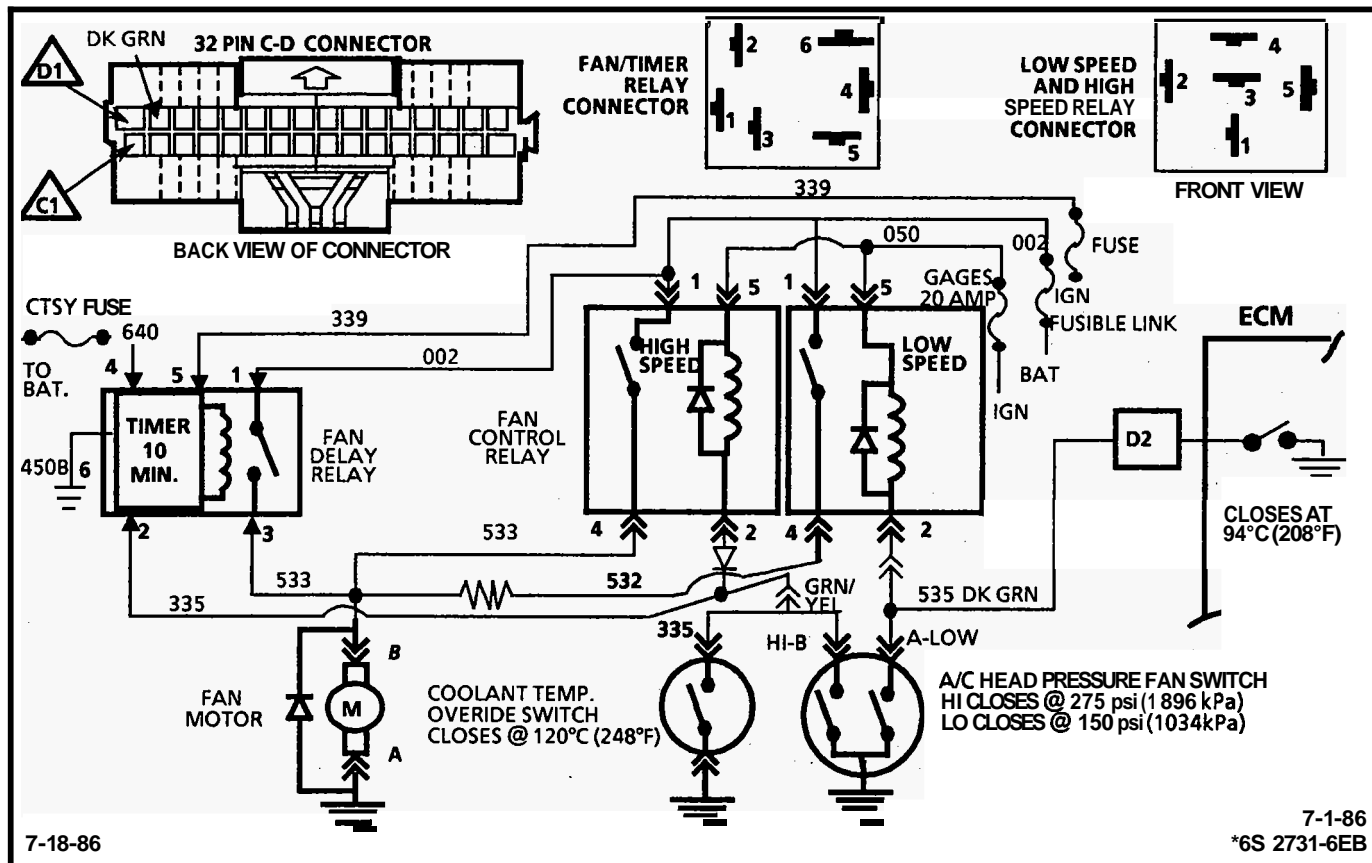 DK GRN
32 PIN C-D CONNECTOR
D1
C1
BACK VIEW OF CONNECTOR
FAN/TIMER
RELAY
CONNECTOR
2
6
4
1
3
5
LOW SPEED
AND HIGH
SPEED RELAY
CONNECTOR
4
2
3
5
1
FRONT VIEW
339
050
002
FUSE
GAGES
20 AMP
IGN
FUSIBLE LINK
BAT
IGN
ECM
CTSY FUSE
640
339
TO
BAT.
4
5
1
002
TIMER
10
MIN.
FAN
DELAY
RELAY
450B
6
2
3
1
5
HIGH
SPEED
FAN
CONTROL
RELAY
4
2
1
5
LOW
SPEED
4
2
D2
CLOSES AT
94°C (208°F)
533
533
532
335
GRN/
YEL
535 DK GRN
335
HI-B
A-LOW
B
FAN
MOTOR
M
A
COOLANT TEMP.
OVERIDE SWITCH
CLOSES @ 120°C (248°F)
A/C HEAD PRESSURE FAN SWITCH
HI CLOSES @ 275 psi (1896 kPa)
LO CLOSES @ 150 psi (1034kPa)
7-18-86
7-1-86
*6S 2731-6EB